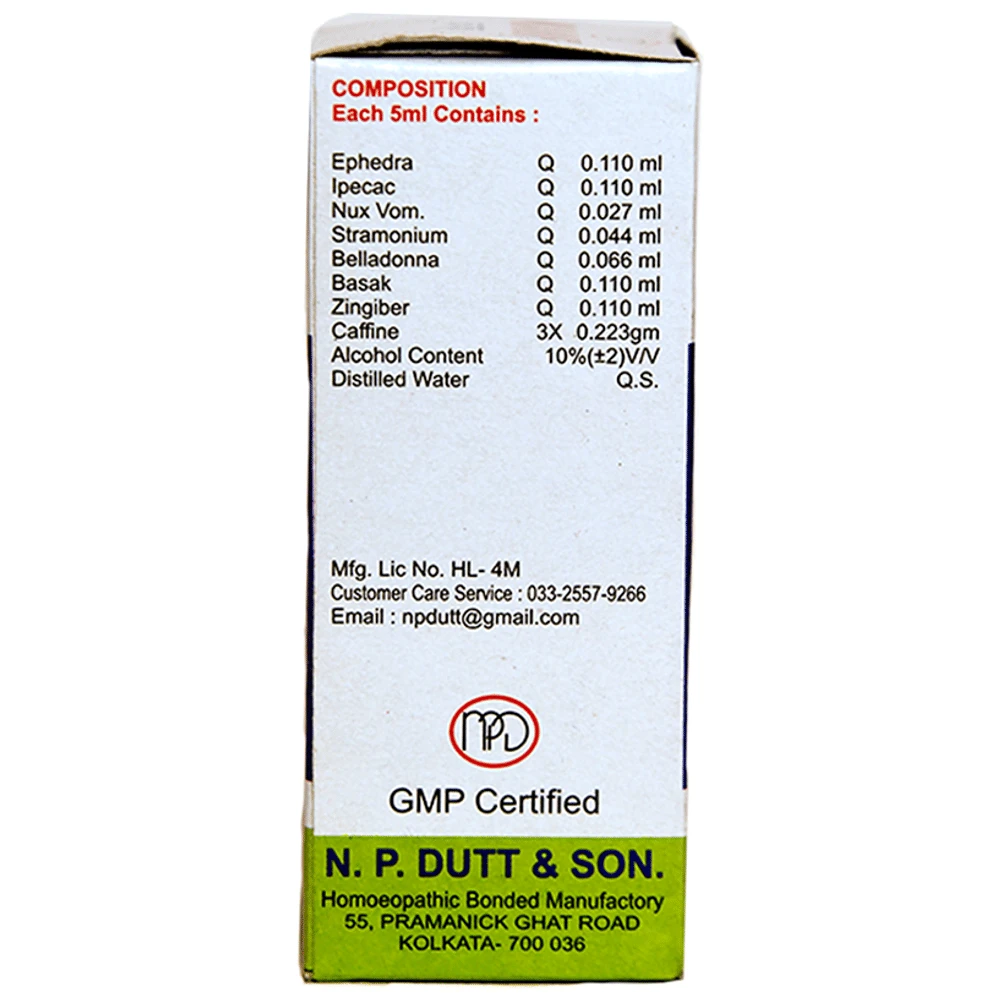 COMPOSITION
Each 5ml Contains :
Ephedra Q 0.110 ml
Ipecac Q 0.110 ml
Nux Vom. Q 0.027 ml
Stramonium Q 0.044 ml
Belladonna Q 0.066 ml
Basak Q 0.110 ml
Zingiber Q 0.110 ml
Caffine 3X 0.223gm
Alcohol Content 10%(±2)V/V
Distilled Water Q.S.
Mfg. Lic No. HL- 4M
Customer Care Service : 033-2557-9266
Email : npdutt@gmail.com
NPD
GMP Certified
N. P. DUTT & SON.
Homoeopathic Bonded Manufactory
55, PRAMANICK GHAT ROAD
KOLKATA- 700 036